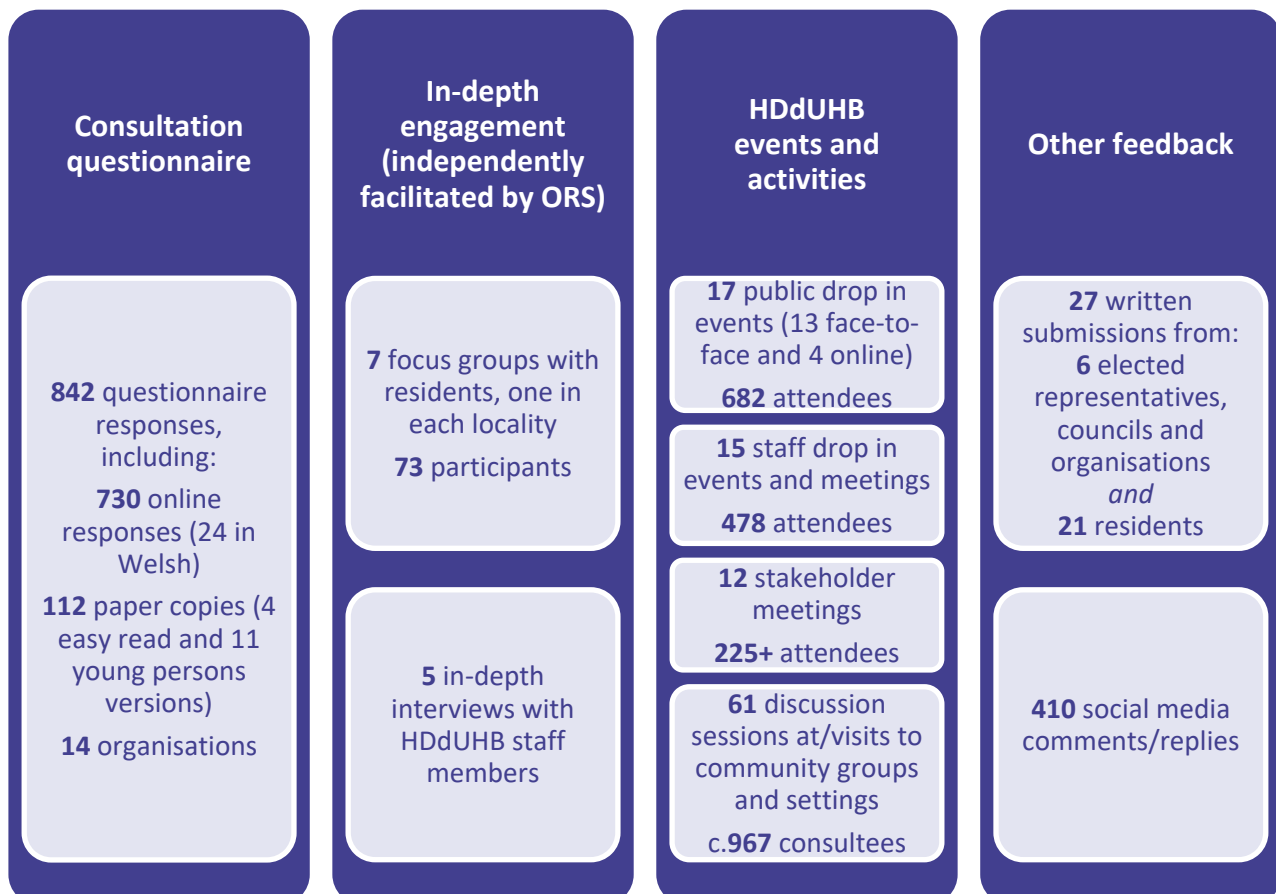 Consultation
questionnaire
842 questionnaire
responses,
including:
730 online
responses (24 in
Welsh)
112 paper copies (4
easy read and 11
young persons
versions)
14 organisations
In-depth
engagement
(independently
facilitated by ORS)
7 focus groups with
residents, one in
each locality
73 participants
5 in-depth
interviews with
HDdUHB staff
members
HDdUHB
events and
activities
17 public drop in
events (13 face-to-
face and 4 online)
682 attendees
15 staff drop in
events and meetings
478 attendees
12 stakeholder
meetings
225+ attendees
61 discussion
sessions at/visits to
community groups
and settings
c.967 consultees
Other feedback
27 written
submissions from:
6 elected
representatives,
councils and
organisations
and
21 residents
410 social media
comments/replies